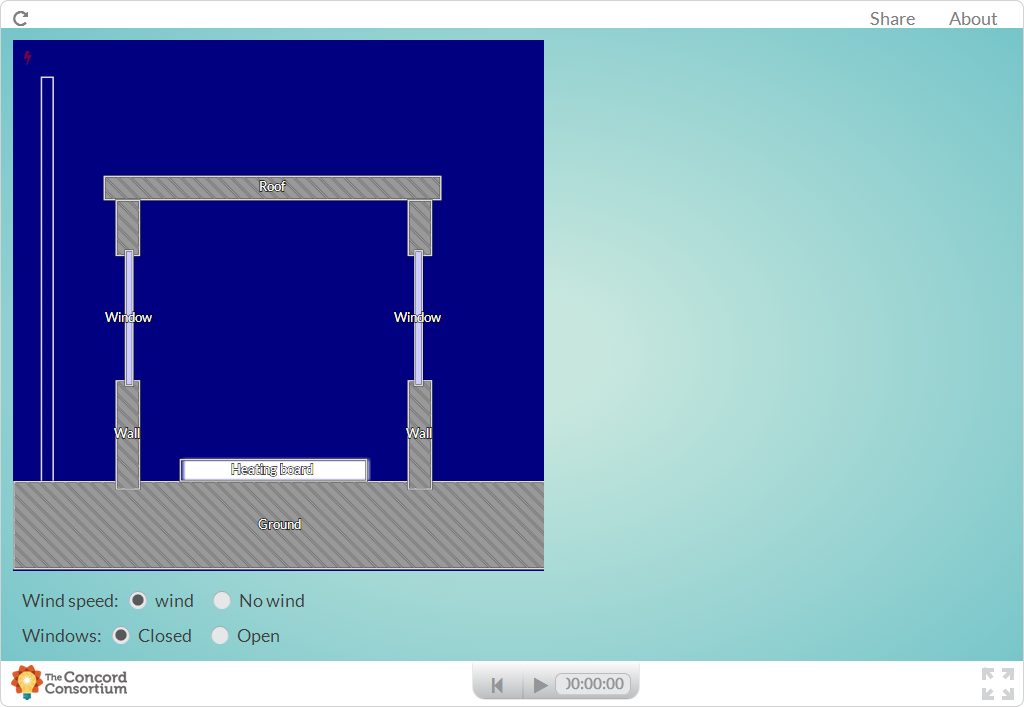 Share About
Roof
Window Window
Wall Wall
Heating board
Ground
Wind speed: wind No wind
Windows: Closed Open
The Concord
Consortium
00:00:00